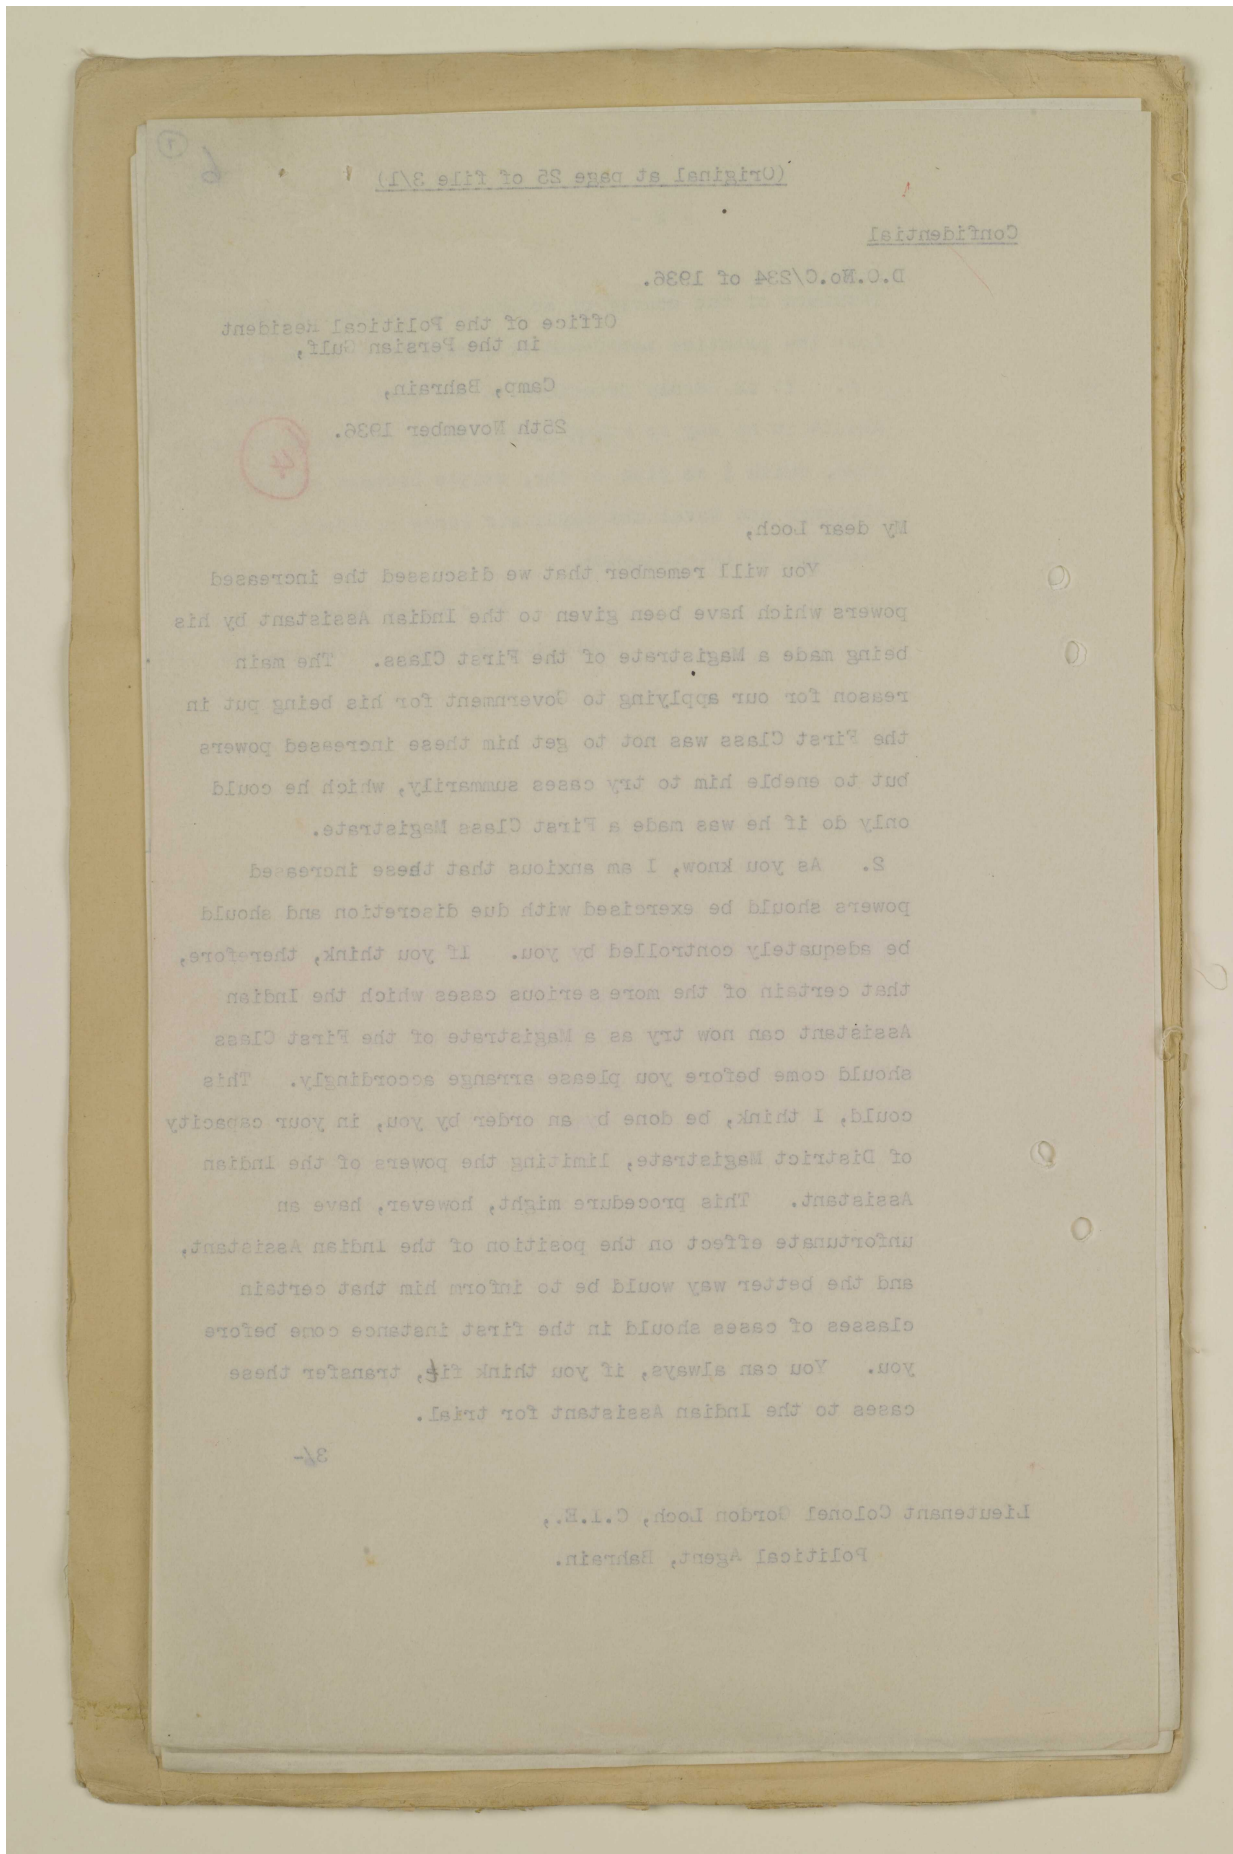 (Original at page 25 of file 3/1)
6
Confidential
D.O.No.C/234 of 1936.
Office of the Political Resident
in the Persian Gulf,
Camp, Bahrain,
25th November 1936.
4
My dear Loch,
You will remember that we discussed the increased
powers which have been given to the Indian Assistant by his
being made a Magistrate of the First Class. The main
reason for our applying to Government for his being put in
the First Class was not to get him these increased powers
but to eneble him to try cases summarily, which he could
only do if he was made a First Class Magistrate.
2. As you know, I am anxious that these increased
powers should be exercised with due discretion and should
be adequately controlled by you. If you think, therefore,
that certain of the more serious cases which the Indian
Assistant can now try as a Magistrate of the First Class
should come before you please arrange accordingly. This
could, I think, be done by an order by you, in your capacity
of District Magistrate, limiting the powers of the Indian
Assistant. This procedure might, however, have an
unfortunate effect on the position of the Indian Assistant,
and the better way would be to inform him that certain
classes of cases should in the first instance come before
you. You can always, if you think fit, transfer these
cases to the Indian Assistant for trial.
3/-
Lieutenant Colonel Gordon Loch, C.I.E.,
Political Agent, Bahrain.